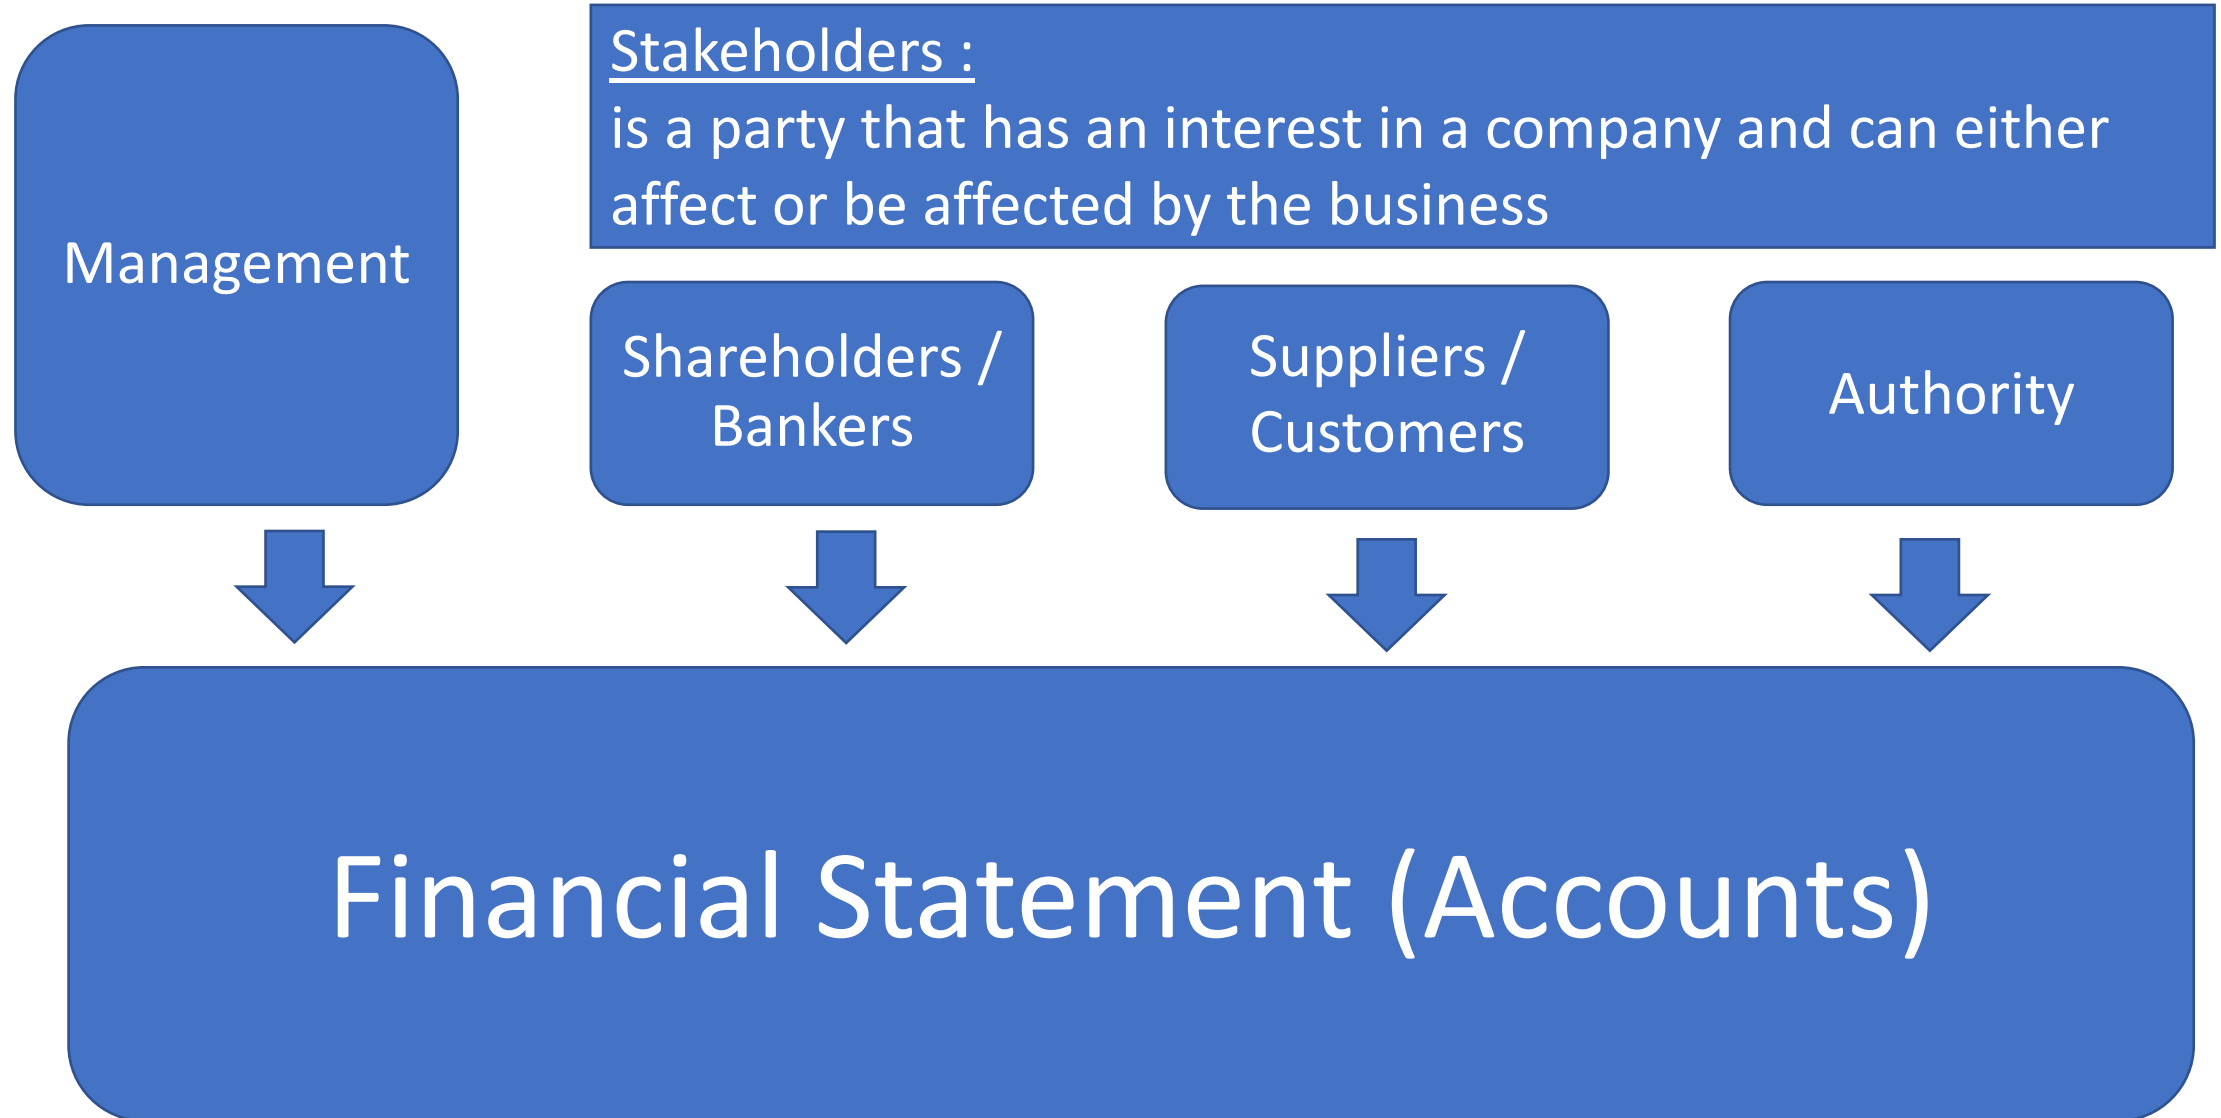 Management
Stakeholders :
is a party that has an interest in a company and can either
affect or be affected by the business
Shareholders /
Bankers
Suppliers /
Customers
Authority
Financial Statement (Accounts)